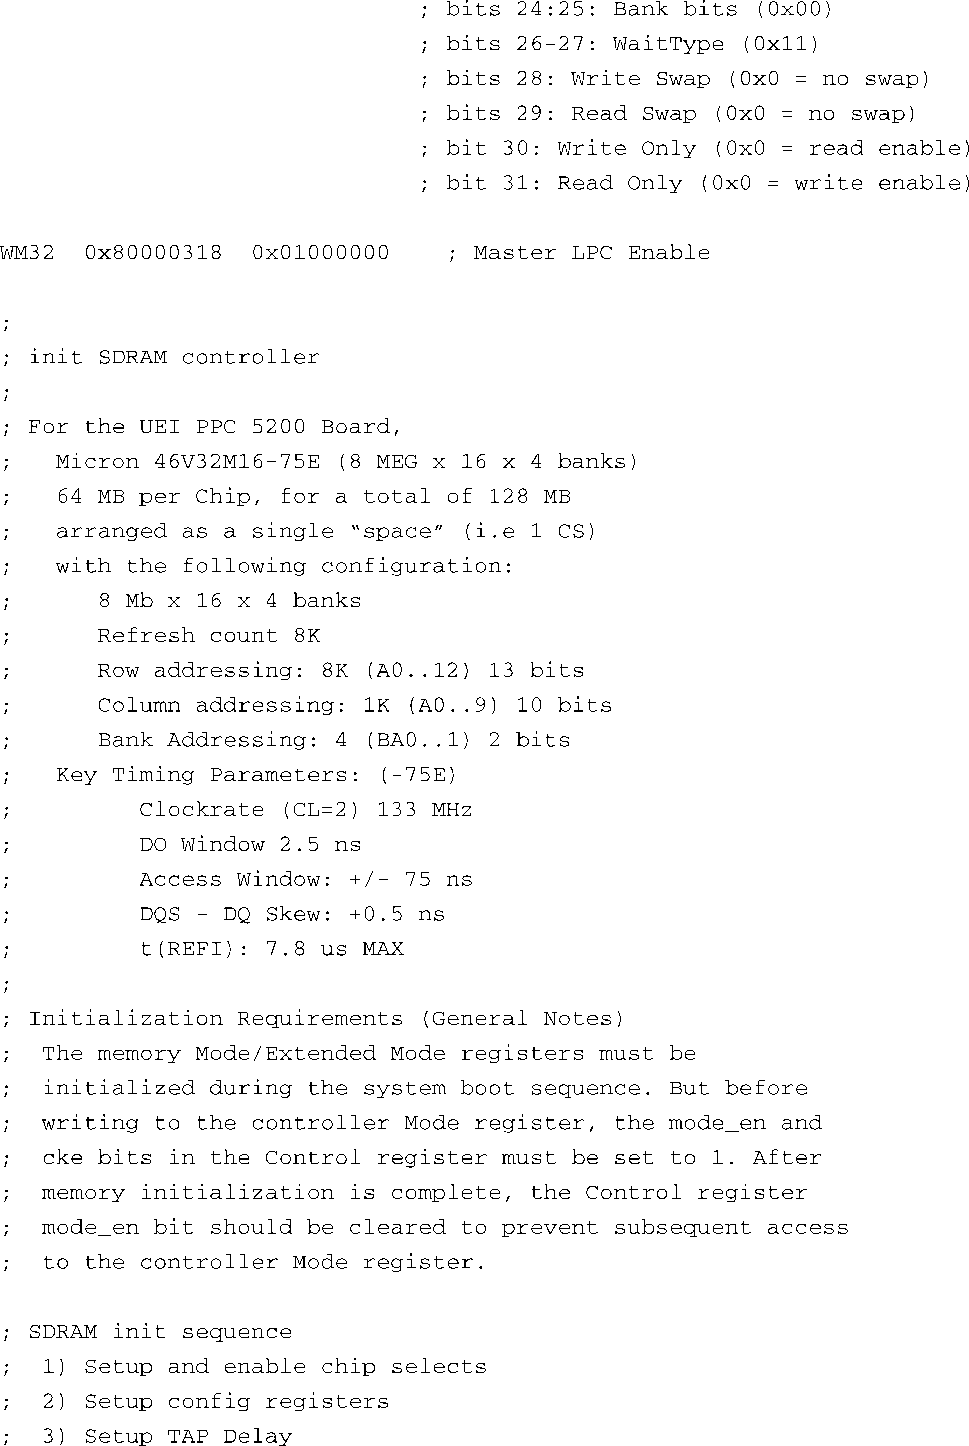 ; bits 24:25: Bank bits (0x00)
; bits 26-27: WaitType (0x11)
; bits 28: Write Swap (0x0 = no swap)
; bits 29: Read Swap (0x0 = no swap)
; bit 30: Write Only (0x0 = read enable)
; bit 31: Read Only (0x0 = write enable)
WM32  0x80000318  0x01000000    ; Master LPC Enable
;
; init SDRAM controller
;
; For the UEI PPC 5200 Board,
;   Micron 46V32M16-75E (8 MEG x 16 x 4 banks)
;   64 MB per Chip, for a total of 128 MB
;   arranged as a single “space” (i.e 1 CS)
;   with the following configuration:
;      8 Mb x 16 x 4 banks
;      Refresh count 8K
;      Row addressing: 8K (A0..12) 13 bits
;      Column addressing: 1K (A0..9) 10 bits
;      Bank Addressing: 4 (BA0..1) 2 bits
;   Key Timing Parameters: (-75E)
;         Clockrate (CL=2) 133 MHz
;         DO Window 2.5 ns
;         Access Window: +/- 75 ns
;         DQS - DQ Skew: +0.5 ns
;         t(REFI): 7.8 us MAX
;
; Initialization Requirements (General Notes)
;  The memory Mode/Extended Mode registers must be
;  initialized during the system boot sequence. But before
;  writing to the controller Mode register, the mode_en and
;  cke bits in the Control register must be set to 1. After
;  memory initialization is complete, the Control register
;  mode_en bit should be cleared to prevent subsequent access
;  to the controller Mode register.
; SDRAM init sequence
;  1) Setup and enable chip selects
;  2) Setup config registers
;  3) Setup TAP Delay